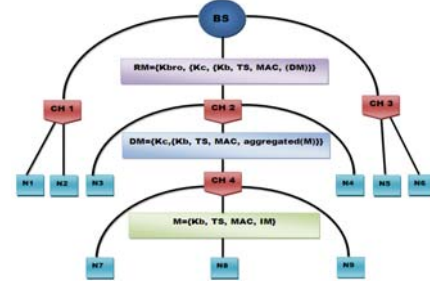 BS
RM={Kbro, {Kc, {Kb, TS, MAC, (DM)}}
CH 1
CH 2
CH 3
DM={Kc,{Kb, TS, MAC, aggregated(M)}}
N1
N2
N3
N4
N5
N6
CH 4
M={Kb, TS, MAC, IM}
N7
N8
N9